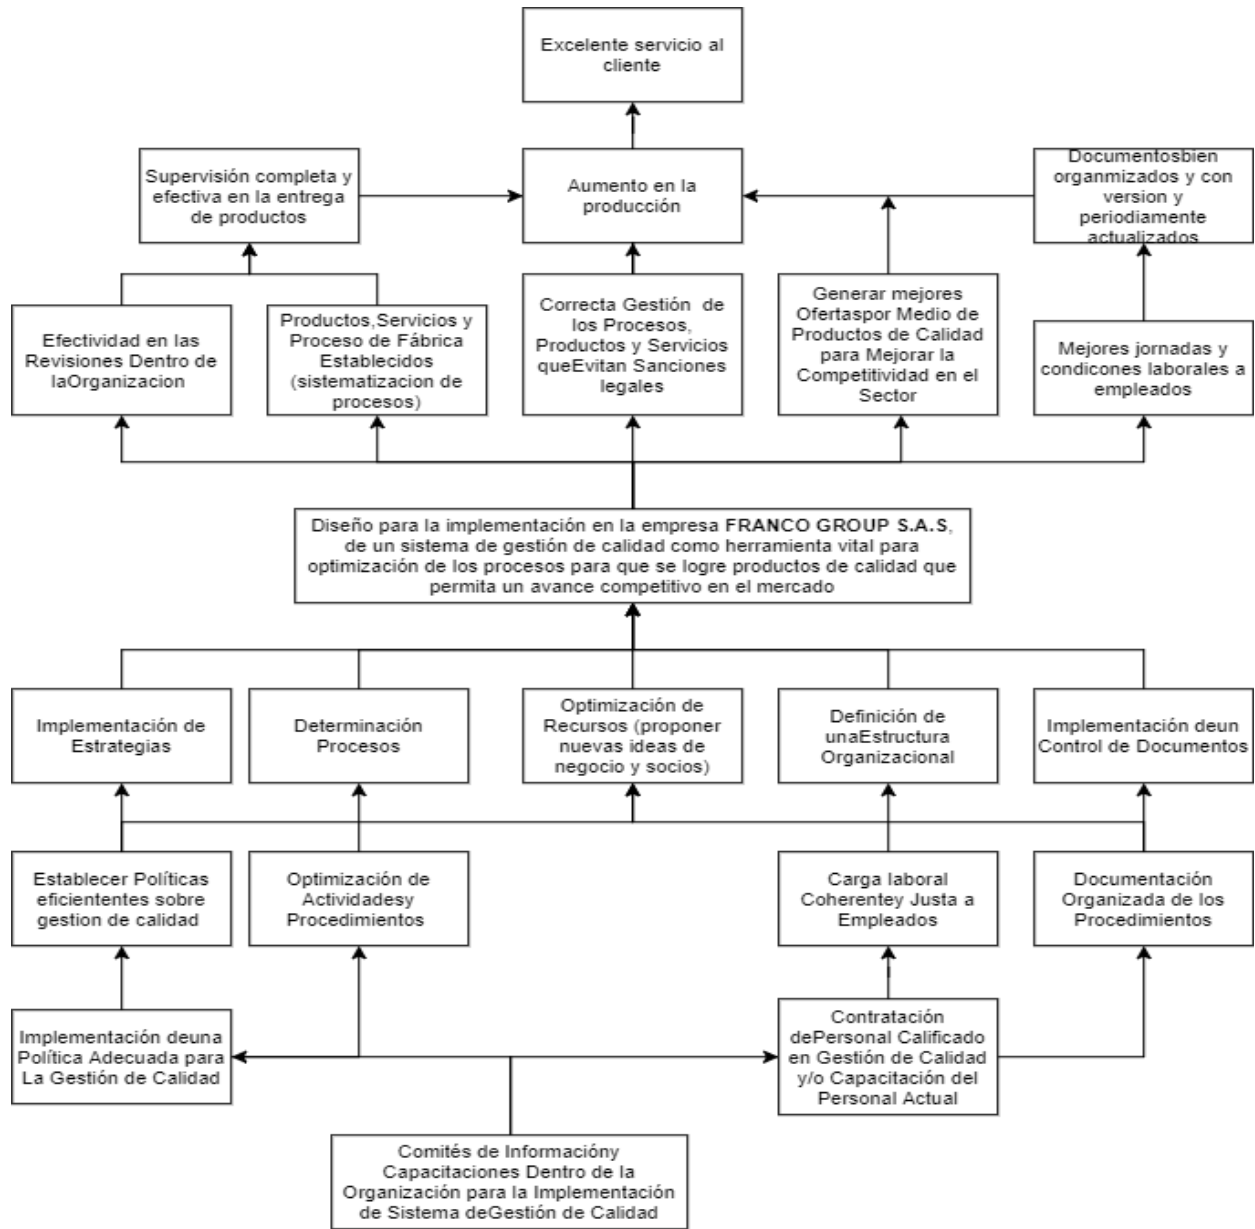 Excelente servicio al
cliente
Supervisión completa y
efectiva en la entrega
de productos
Aumento en la
producción
Documentosbien
organmizados y con
version y
periodiamente
actualizados
Efectividad en las
Revisiones Dentro de
laOrganizacion
Productos,Servicios y
Proceso de Fábrica
Establecidos
(sistematizacion de
procesos)
Correcta Gestión de
los Procesos,
Productos y Servicios
queEvitan Sanciones
legales
Generar mejores
Ofertaspor Medio de
Productos de Calidad
para Mejorar la
Competitividad en el
Sector
Mejores jornadas y
condicones laborales a
empleados
Diseño para la implementación en la empresa FRANCO GROUP S.A.S,
de un sistema de gestión de calidad como herramienta vital para
optimización de los procesos para que se logre productos de calidad que
permita un avance competitivo en el mercado
Implementación de
Estrategias
Determinación
Procesos
Optimización de
Recursos (proponer
nuevas ideas de
negocio y socios)
Definición de
unaEstructura
Organizacional
Implementación deun
Control de Documentos
Establecer Políticas
eficiententes sobre
gestion de calidad
Optimización de
Actividadesy
Procedimientos
Carga laboral
Coherentey Justa a
Empleados
Documentación
Organizada de los
Procedimientos
Implementación deuna
Política Adecuada para
La Gestión de Calidad
Contratación
dePersonal Calificado
en Gestión de Calidad
y/o Capacitación del
Personal Actual
Comités de Informacióny
Capacitaciones Dentro de la
Organización para la Implementación
de Sistema deGestión de Calidad